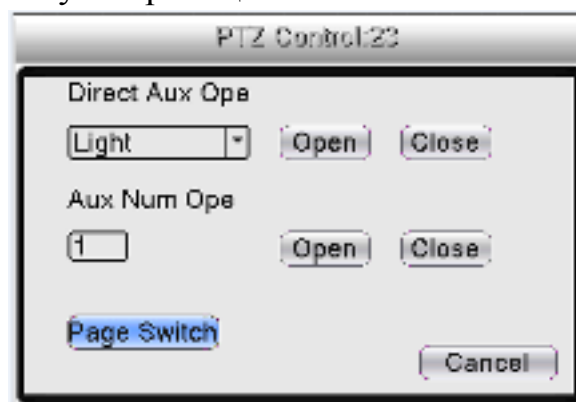 PTZ Control:23
Direct Aux Ope
Light Open Close
Aux Num Ope
1 Open Close
Page Switch
Cancel